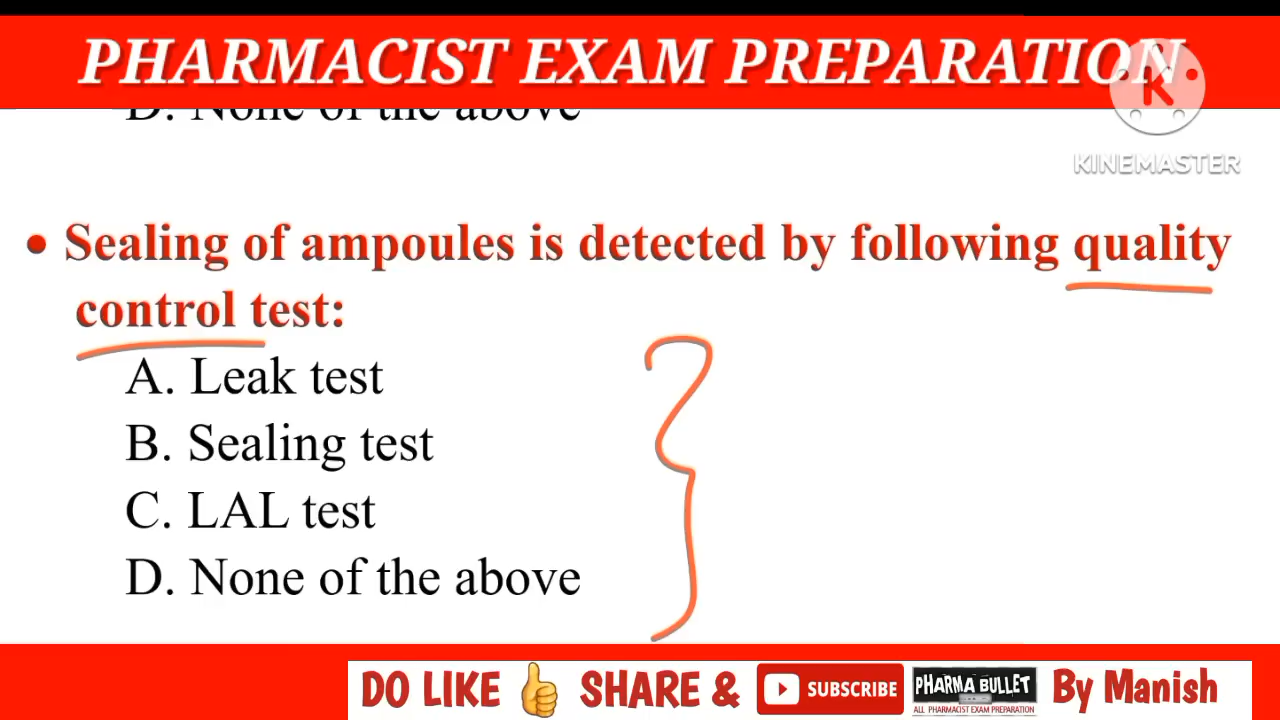 PHARMACIST EXAM PREPARATION
D. None of the above
K
KINEMASTER
• Sealing of ampoules is detected by following quality
control test:
A. Leak test
B. Sealing test
C. LAL test
D. None of the above
DO LIKE 👍 SHARE & SUBSCRIBE PHARMA BULLET By Manish
ALL PHARMACIST EXAM PREPARATION